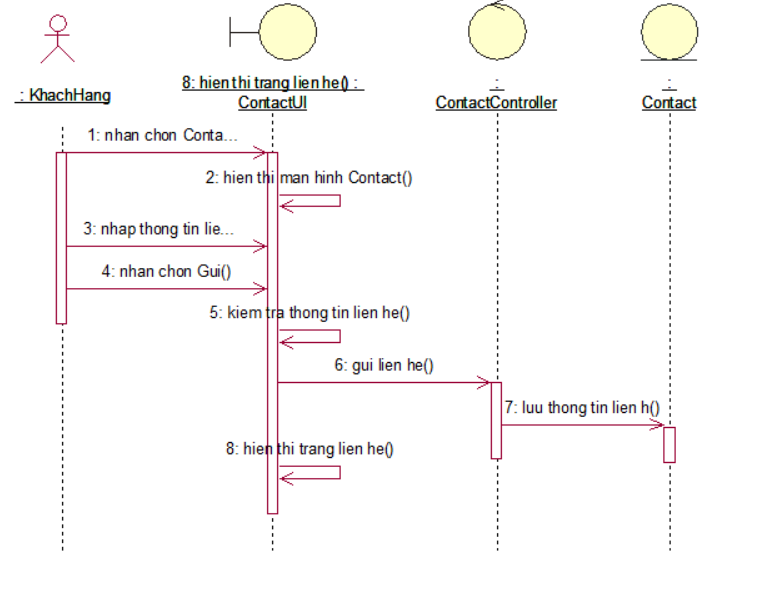 : KhachHang
8: hien thi trang lien he() :
ContactUI
:
ContactController
:
Contact
1: nhan chon Conta...
2: hien thi man hinh Contact()
3: nhap thong tin lie...
4: nhan chon Gui()
5: kiem tra thong tin lien he()
6: gui lien he()
7: luu thong tin lien h()
8: hien thi trang lien he()